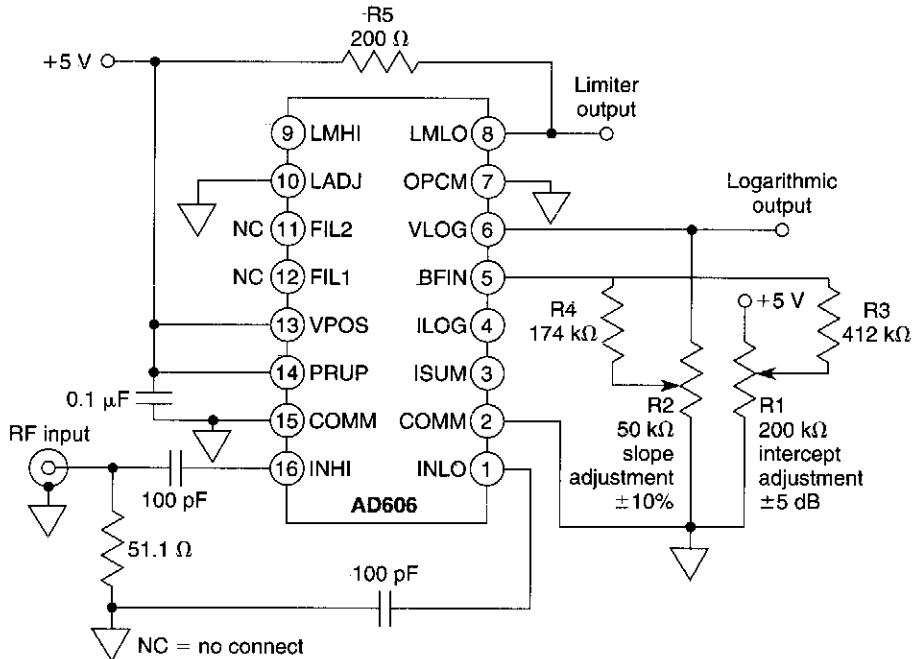 R5
200 Ω
+5 V
Limiter
output
9 LMHI LMLO 8
10 LADJ OPCM 7
Logarithmic
output
NC 11 FIL2 VLOG 6
NC 12 FIL1 BFIN 5
+5 V
R4
174 kΩ
R3
412 kΩ
13 VPOS ILOG 4
14 PRUP ISUM 3
0.1 μF
15 COMM COMM 2
R2
50 kΩ
slope
adjustment
±10%
R1
200 kΩ
intercept
adjustment
±5 dB
RF input
16 INHI INLO 1
100 pF
AD606
51.1 Ω
100 pF
NC = no connect